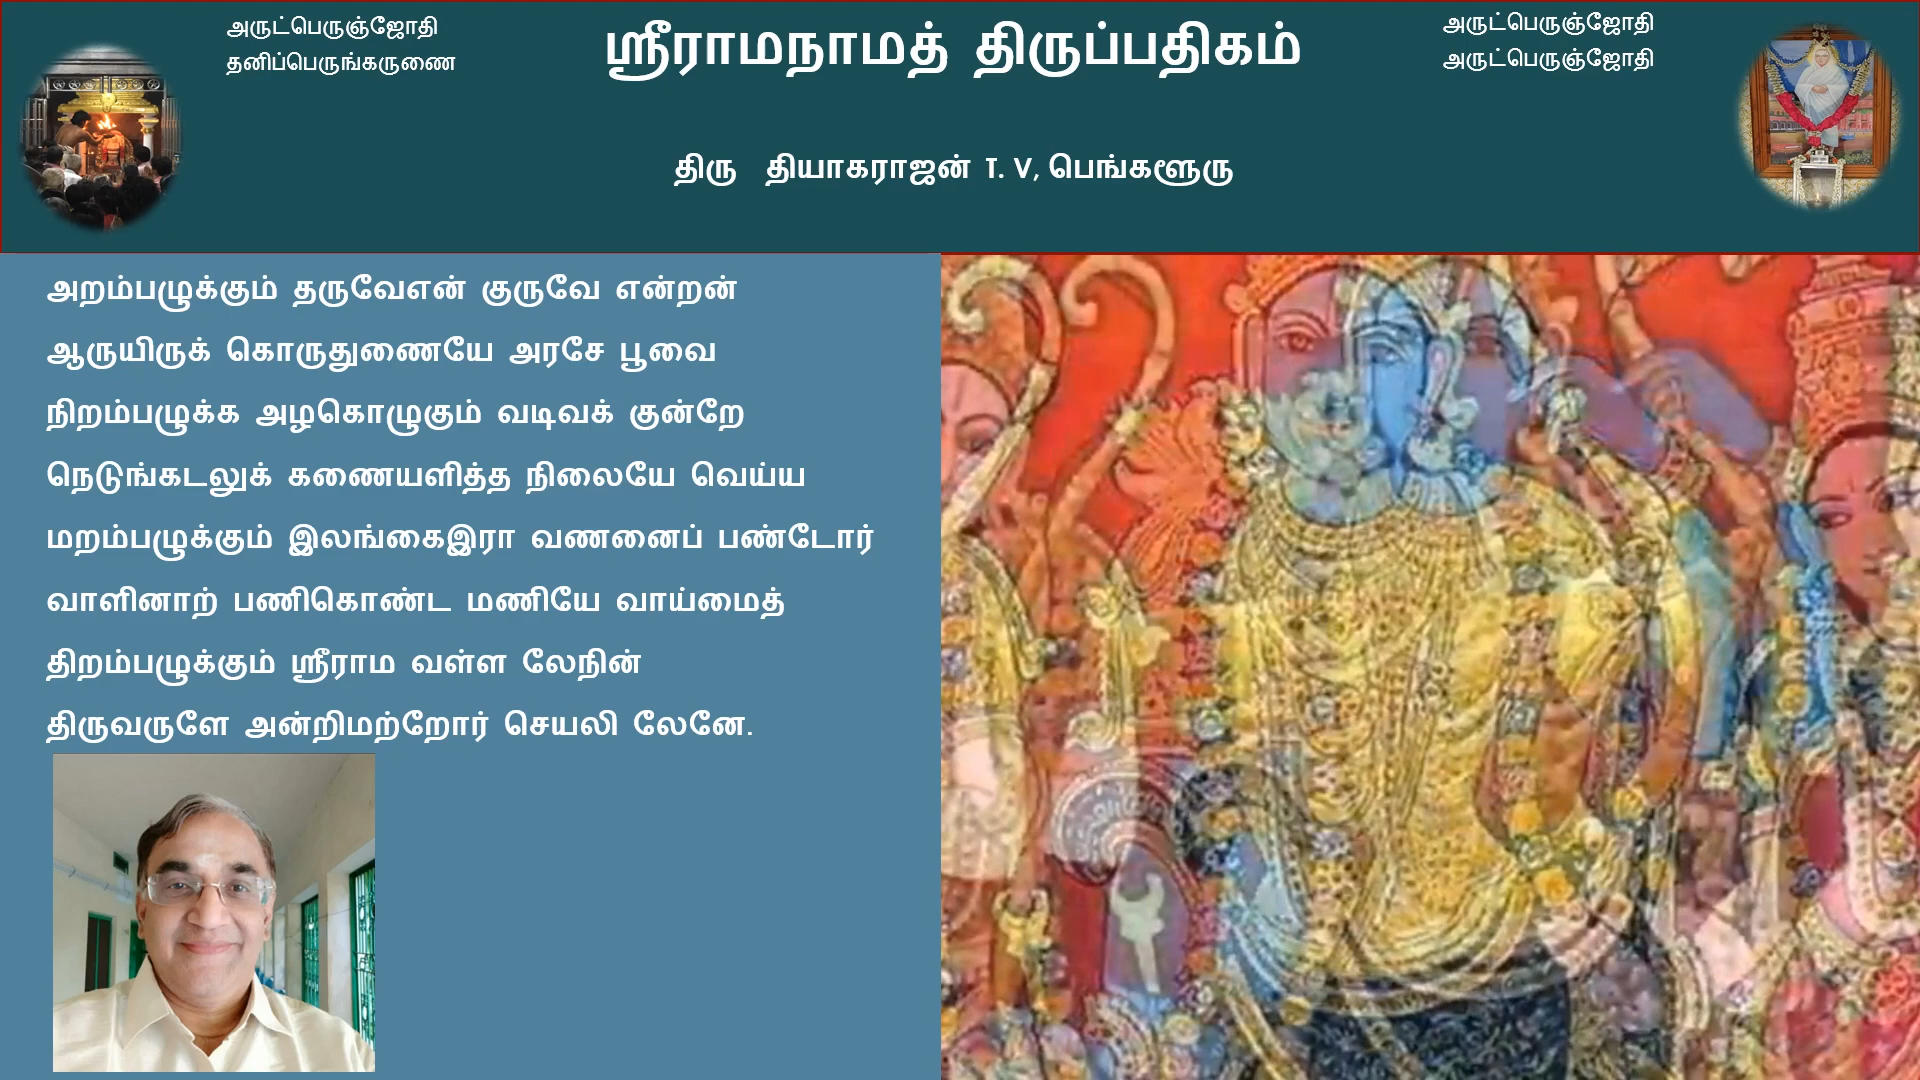 அருட்பெருஞ்ஜோதி
தனிப்பெருங்கருணை
ஸ்ரீராமநாமத் திருப்பதிகம்
அருட்பெருஞ்ஜோதி
அருட்பெருஞ்ஜோதி
திரு தியாகராஜன் T. V, பெங்களூரு
அறம்பழுக்கும் தருவேஎன் குருவே என்றன்
ஆருயிருக் கொருதுணையே அரசே பூவை
நிறம்பழுக்க அழகொழுகும் வடிவக் குன்றே
நெடுங்கடலுக் கணையளித்த நிலையே வெய்ய
மறம்பழுக்கும் இலங்கைஇரா வணனைப் பண்டோர்
வாளினாற் பணிகொண்ட மணியே வாய்மைத்
திறம்பழுக்கும் ஸ்ரீராம வள்ள லேநின்
திருவருளே அன்றிமற்றோர் செயலி லேனே.